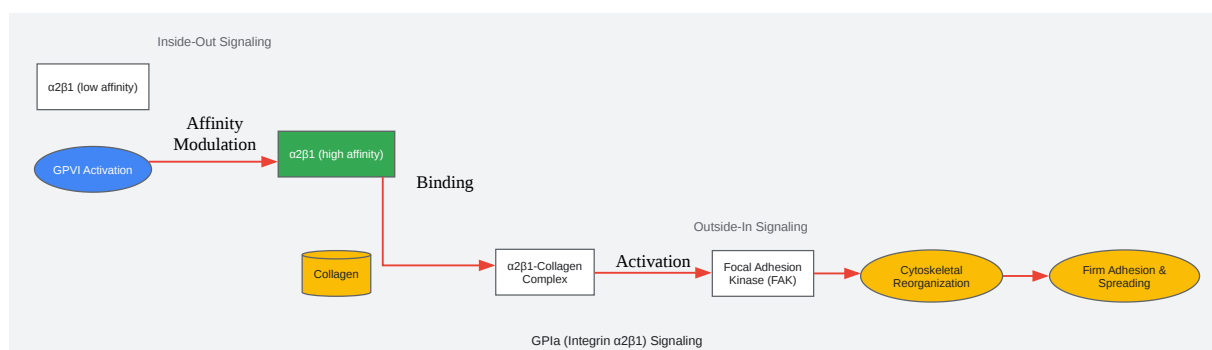 Inside-Out Signaling
α2β1 (low affinity)
Affinity
Modulation
GPVI Activation
α2β1 (high affinity)
Binding
Outside-In Signaling
Collagen
α2β1-Collagen
Complex
Activation
Focal Adhesion
Kinase (FAK)
Cytoskeletal
Reorganization
Firm Adhesion &
Spreading
GPIa (Integrin α2β1) Signaling